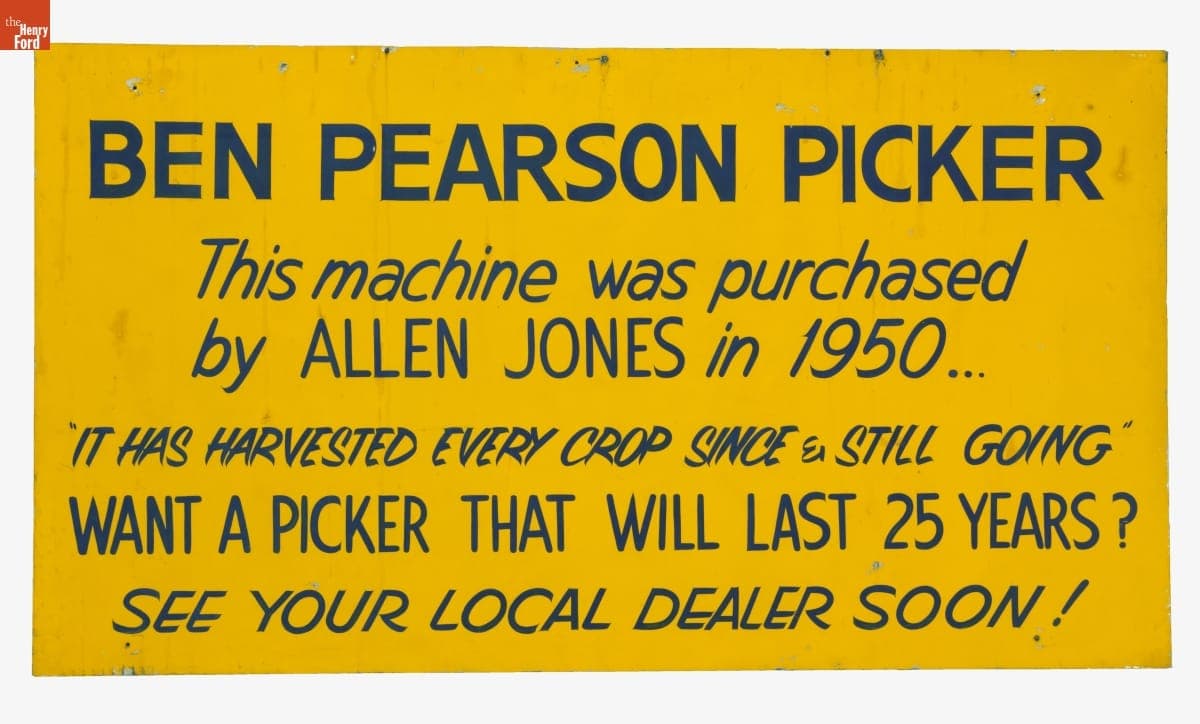 the
Henry
Ford
BEN PEARSON PICKER
This machine was purchased
by ALLEN JONES in 1950...
"IT HAS HARVESTED EVERY CROP SINCE & STILL GOING"
WANT A PICKER THAT WILL LAST 25 YEARS?
SEE YOUR LOCAL DEALER SOON!